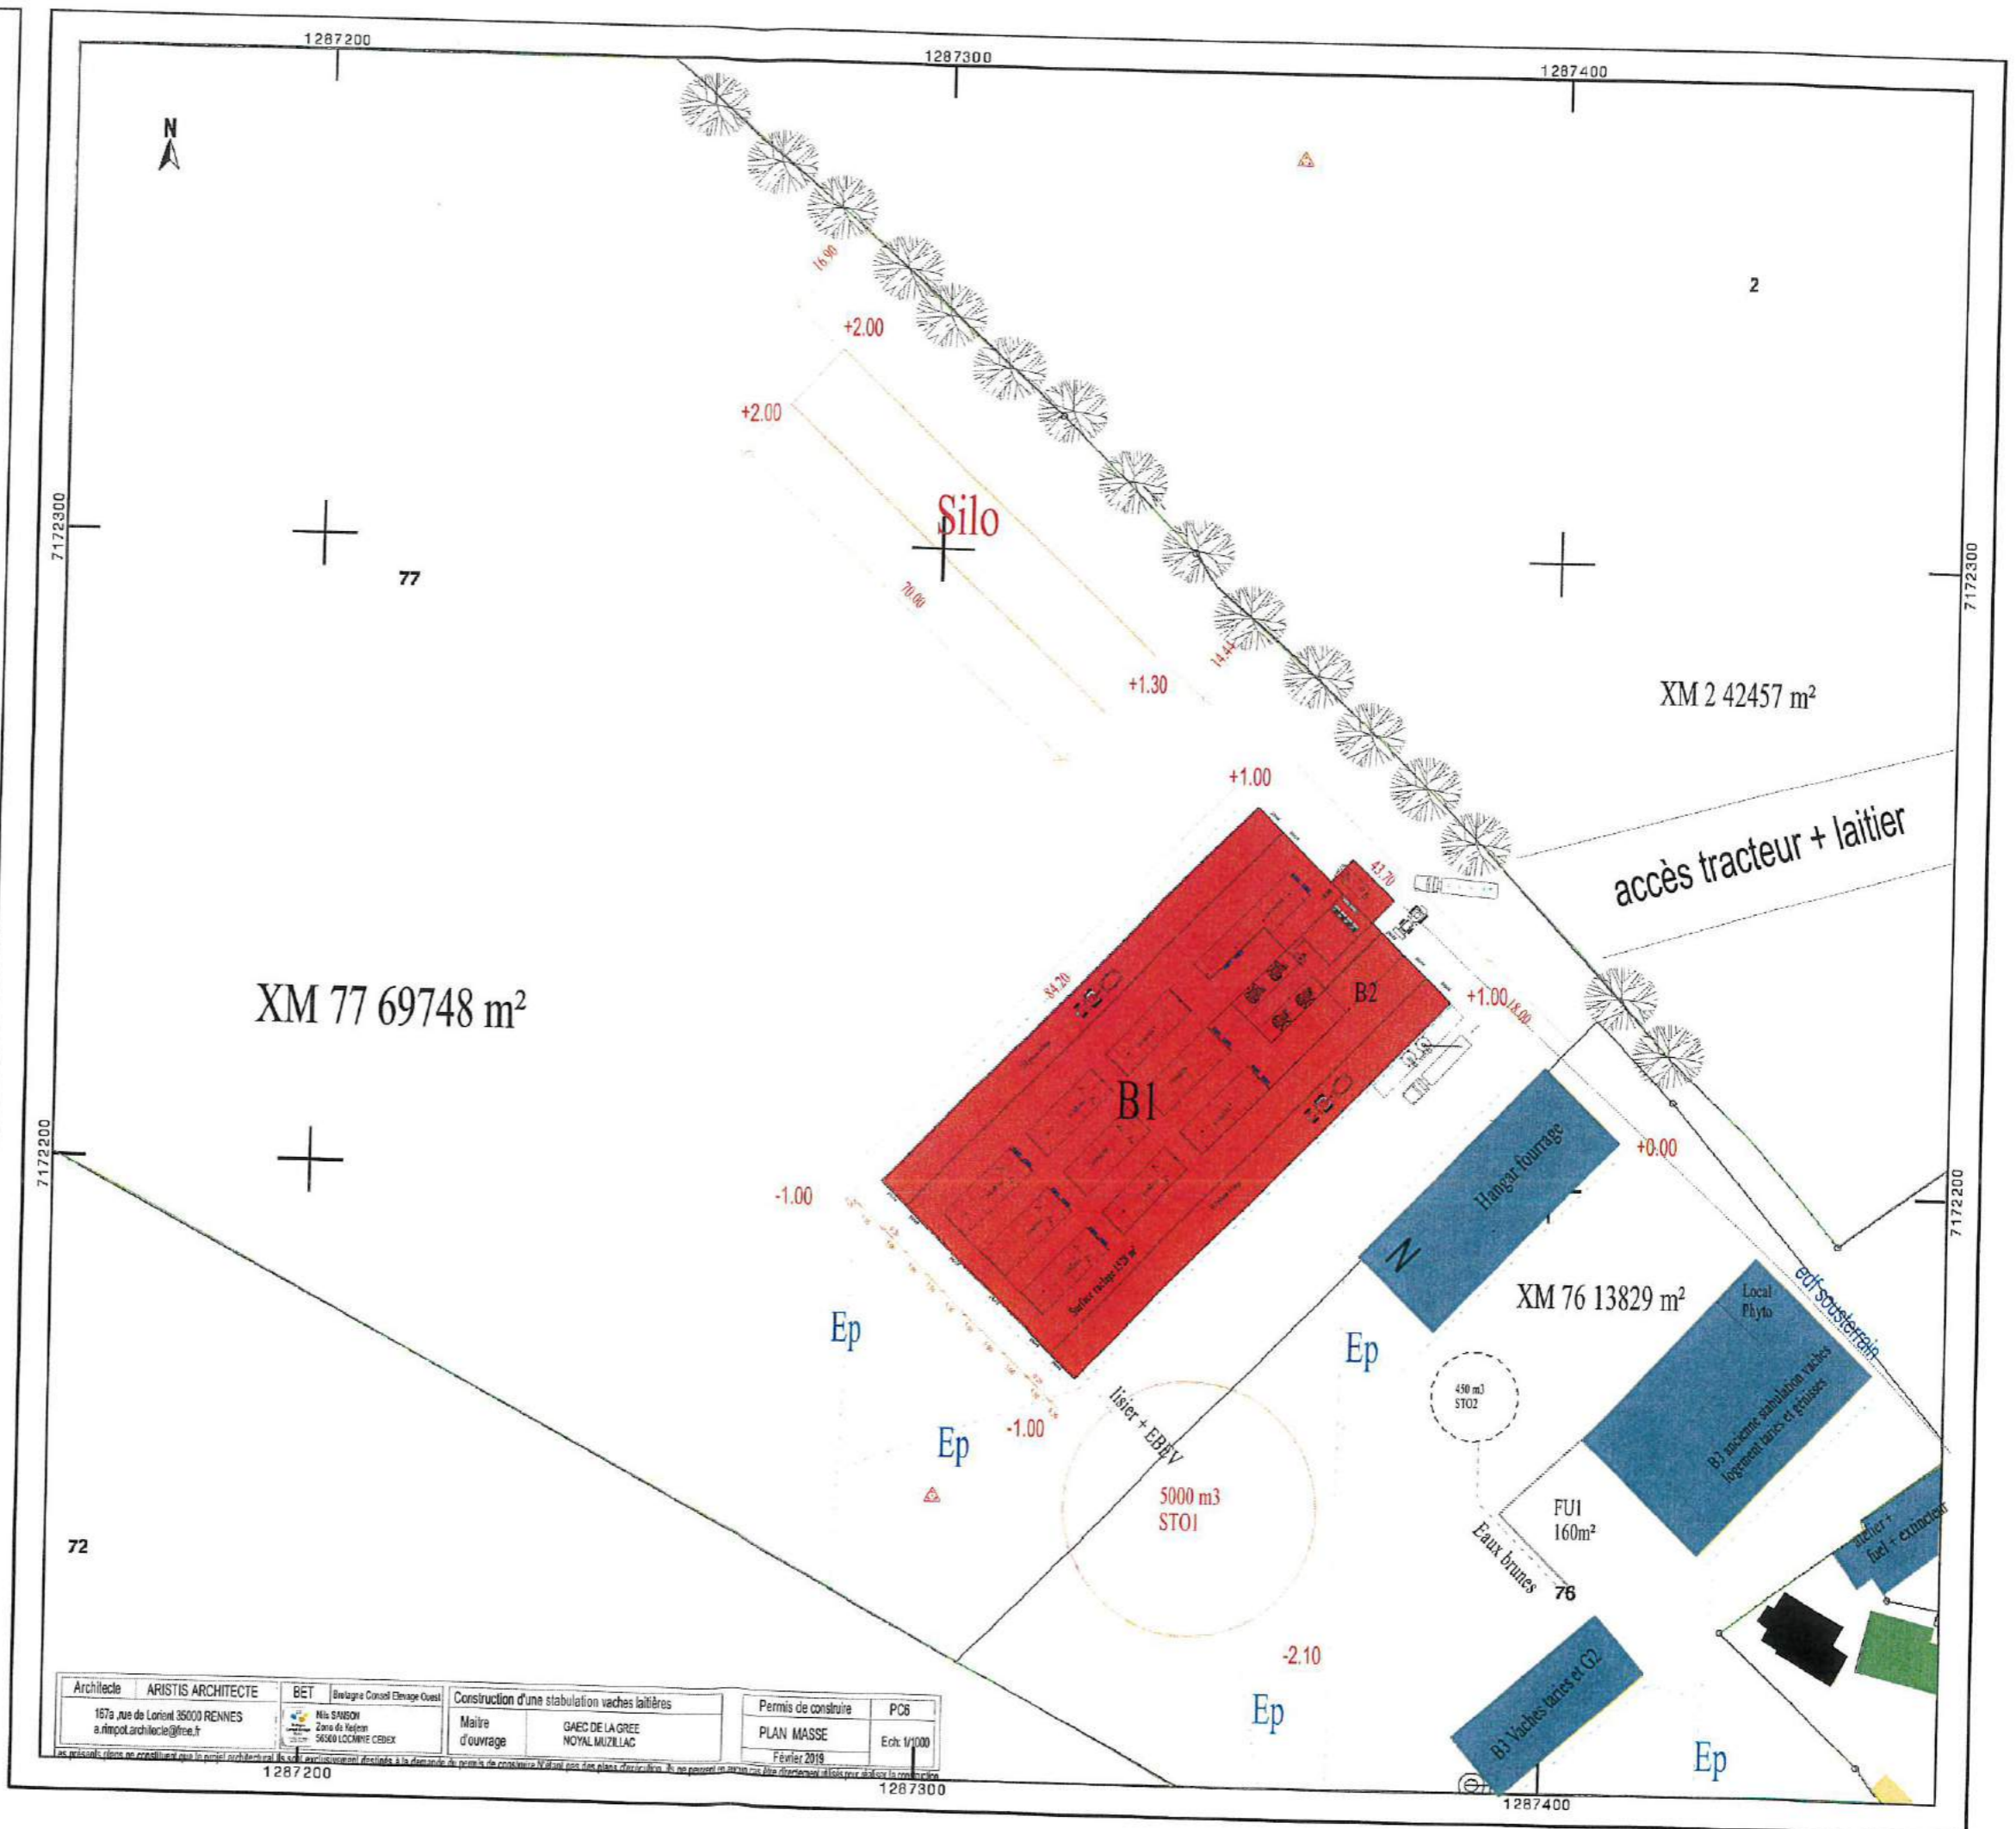 1287200
1287300
1287400
N
2
16.90
+2.00
+2.00
7172300
Silo
77
7172300
70.00
14.44
+1.30
XM 2 42457 m²
+1.00
accès tracteur + laitier
43.70
84.20
B2
+1.00
18.00
XM 77 69748 m²
B1
Hangar fourrage
+0.00
7172200
7172200
-1.00
N
XM 76 13829 m²
Local
Phyto
edf sousterrain
Ep
Ep
B3 ancienne stabulation vaches
logement taries et génisses
450 m3
STO2
lisier + EBEV
-1.00
Ep
5000 m3
STO1
FU1
160m²
Eaux brunes
76
atelier +
fuel + extincteur
72
-2.10
B3 Vaches taries et G2
Ep
Ep
Architecte ARISTIS ARCHITECTE
167a ,rue de Lorient 35000 RENNES
a.rimpot.architecte@free.fr
BET Bretagne Conseil Elevage Ouest
Nils SANSON
56500 LOCMINE CEDEX
Construction d'une stabulation vaches laitières
Maitre
d'ouvrage
GAEC DE LA GREE
NOYAL MUZILLAC
Permis de construire PC6
PLAN MASSE Ech: 1/1000
Février 2019
1287200
1287300
1287400